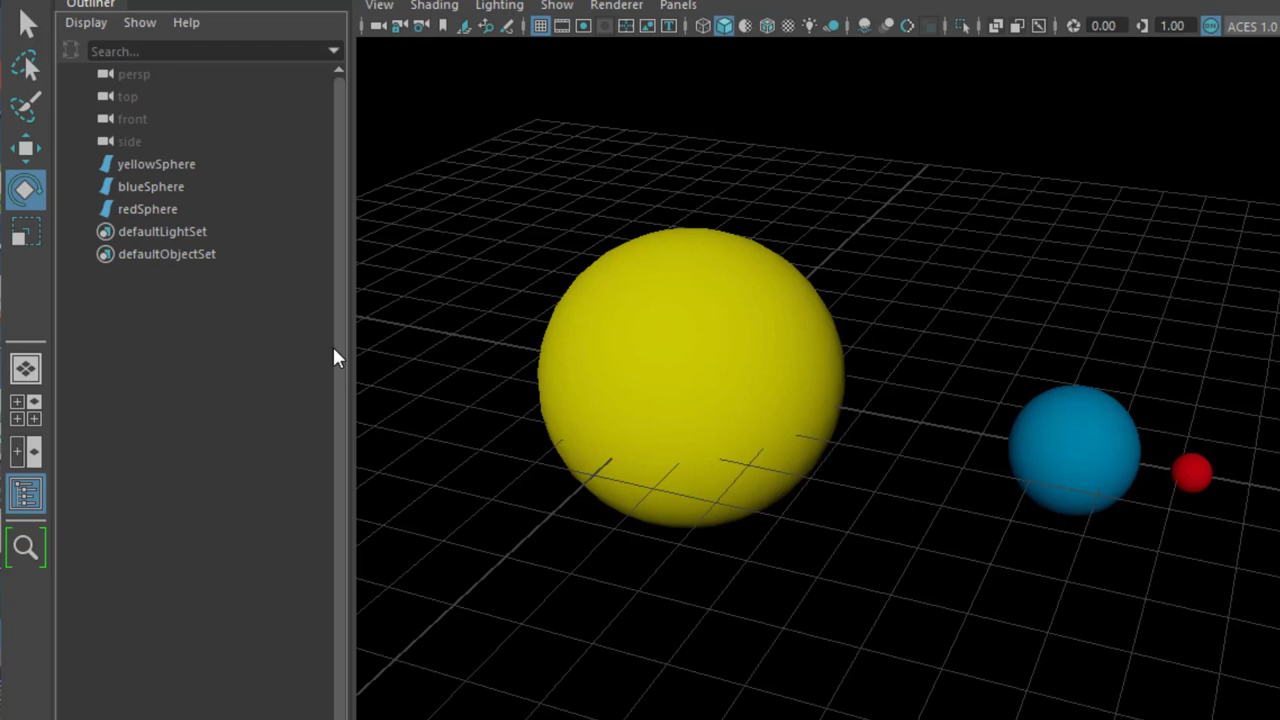 Outliner
Display Show Help
Search...
persp
top
front
side
yellowSphere
blueSphere
redSphere
defaultLightSet
defaultObjectSet
View Shading Lighting Show Renderer Panels
0.00 1.00 ON ACES 1.0